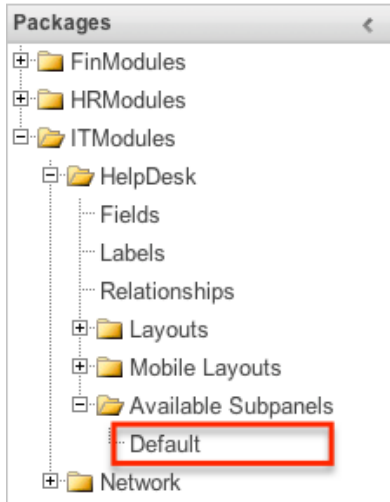 Packages
FinModules
HRModules
ITModules
HelpDesk
Fields
Labels
Relationships
Layouts
Mobile Layouts
Available Subpanels
Default
Network